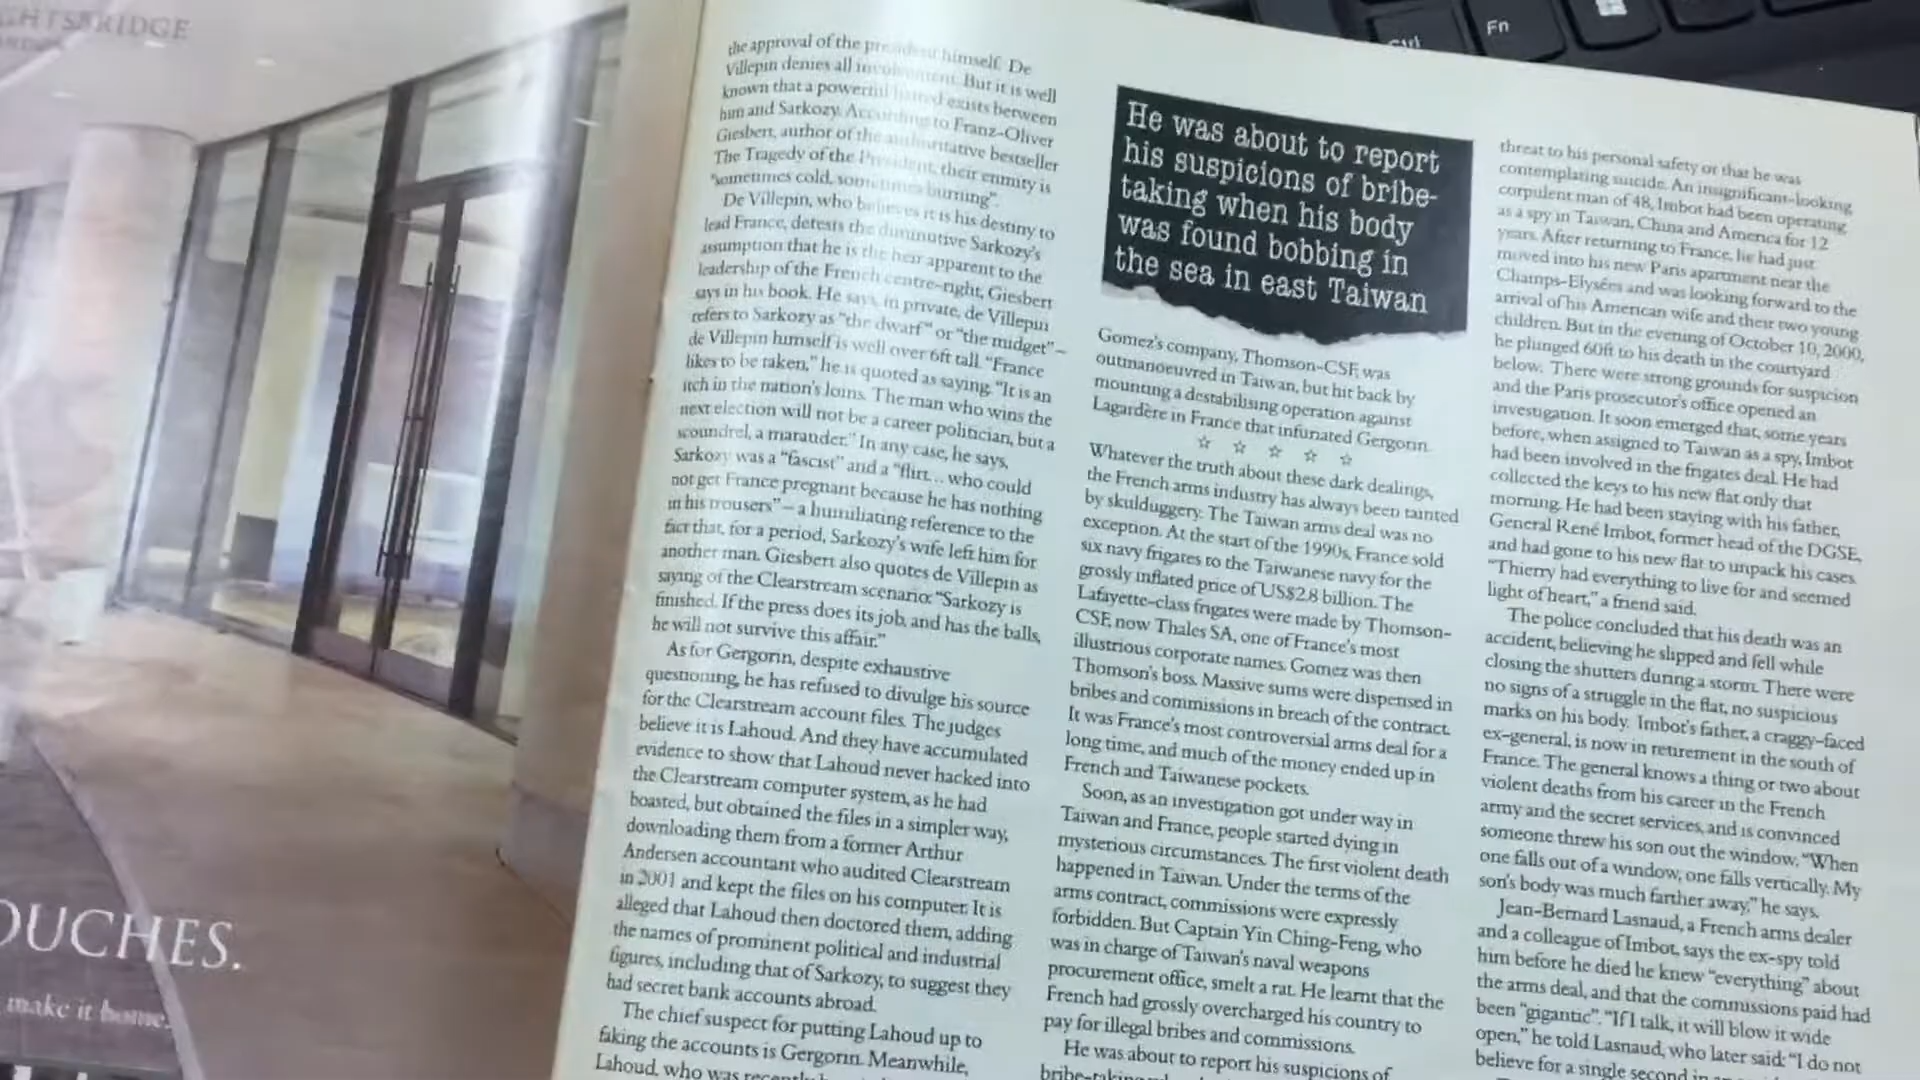 HTSBRIDGE
OUCHES.
make it home.
the approval of the president himself. De
Villepin denies all involvement. But it is well
known that a powerful hatred exists between
him and Sarkozy. According to Franz-Oliver
Giesbert, author of the authoritative bestseller
The Tragedy of the President, their enmity is
"sometimes cold, sometimes burning".
De Villepin, who believes it is his destiny to
lead France, detests the diminutive Sarkozy's
assumption that he is the heir apparent to the
leadership of the French centre-right, Giesbert
says in his book. He says, in private, de Villepin
refers to Sarkozy as "the dwarf" or "the midget" –
de Villepin himself is well over 6ft tall. "France
likes to be taken," he is quoted as saying. "It is an
itch in the nation's loins. The man who wins the
next election will not be a career politician, but a
scoundrel, a marauder." In any case, he says,
Sarkozy was a "fascist" and a "flirt... who could
not get France pregnant because he has nothing
in his trousers" – a humiliating reference to the
fact that, for a period, Sarkozy's wife left him for
another man. Giesbert also quotes de Villepin as
saying of the Clearstream scenario: "Sarkozy is
finished. If the press does its job, and has the balls,
he will not survive this affair."
As for Gergorin, despite exhaustive
questioning, he has refused to divulge his source
for the Clearstream account files. The judges
believe it is Lahoud. And they have accumulated
evidence to show that Lahoud never hacked into
the Clearstream computer system, as he had
boasted, but obtained the files in a simpler way,
downloading them from a former Arthur
Andersen accountant who audited Clearstream
in 2001 and kept the files on his computer. It is
alleged that Lahoud then doctored them, adding
the names of prominent political and industrial
figures, including that of Sarkozy, to suggest they
had secret bank accounts abroad.
The chief suspect for putting Lahoud up to
faking the accounts is Gergorin. Meanwhile,
Lahoud, who was recently
He was about to report
his suspicions of bribe-
taking when his body
was found bobbing in
the sea in east Taiwan
Gomez's company, Thomson-CSF, was
outmanoeuvred in Taiwan, but hit back by
mounting a destabilising operation against
Lagardère in France that infuriated Gergorin.
☆ ☆ ☆ ☆ ☆
Whatever the truth about these dark dealings,
the French arms industry has always been tainted
by skulduggery. The Taiwan arms deal was no
exception. At the start of the 1990s, France sold
six navy frigates to the Taiwanese navy for the
grossly inflated price of US$2.8 billion. The
Lafayette-class frigates were made by Thomson-
CSF, now Thales SA, one of France's most
illustrious corporate names. Gomez was then
Thomson's boss. Massive sums were dispensed in
bribes and commissions in breach of the contract.
It was France's most controversial arms deal for a
long time, and much of the money ended up in
French and Taiwanese pockets.
Soon, as an investigation got under way in
Taiwan and France, people started dying in
mysterious circumstances. The first violent death
happened in Taiwan. Under the terms of the
arms contract, commissions were expressly
forbidden. But Captain Yin Ching-Feng, who
was in charge of Taiwan's naval weapons
procurement office, smelt a rat. He learnt that the
French had grossly overcharged his country to
pay for illegal bribes and commissions.
He was about to report his suspicions of
bribe-taking
threat to his personal safety or that he was
contemplating suicide. An insignificant-looking,
corpulent man of 48, Imbot had been operating
as a spy in Taiwan, China and America for 12
years. After returning to France, he had just
moved into his new Paris apartment near the
Champs-Elysées and was looking forward to the
arrival of his American wife and their two young
children. But in the evening of October 10, 2000,
he plunged 60ft to his death in the courtyard
below. There were strong grounds for suspicion
and the Paris prosecutor's office opened an
investigation. It soon emerged that, some years
before, when assigned to Taiwan as a spy, Imbot
had been involved in the frigates deal. He had
collected the keys to his new flat only that
morning. He had been staying with his father,
General René Imbot, former head of the DGSE,
and had gone to his new flat to unpack his cases.
"Thierry had everything to live for and seemed
light of heart," a friend said.
The police concluded that his death was an
accident, believing he slipped and fell while
closing the shutters during a storm. There were
no signs of a struggle in the flat, no suspicious
marks on his body. Imbot's father, a craggy-faced
ex-general, is now in retirement in the south of
France. The general knows a thing or two about
violent deaths from his career in the French
army and the secret services, and is convinced
someone threw his son out the window. "When
one falls out of a window, one falls vertically. My
son's body was much farther away," he says.
Jean-Bernard Lasnaud, a French arms dealer
and a colleague of Imbot, says the ex-spy told
him before he died he knew "everything" about
the arms deal, and that the commissions paid had
been "gigantic". "If I talk, it will blow it wide
open," he told Lasnaud, who later said: "I do not
believe for a single second in
Ctrl
Fn